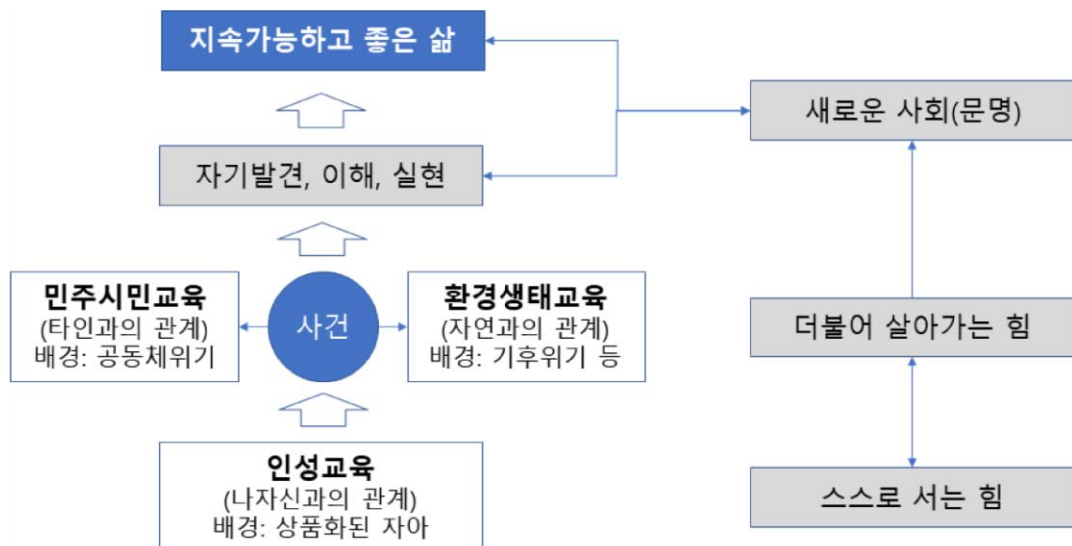 지속가능하고 좋은 삶
새로운 사회(문명)
자기발견, 이해, 실현
민주시민교육
(타인과의 관계)
배경: 공동체위기
사건
환경생태교육
(자연과의 관계)
배경: 기후위기 등
더불어 살아가는 힘
인성교육
(나자신과의 관계)
배경: 상품화된 자아
스스로 서는 힘